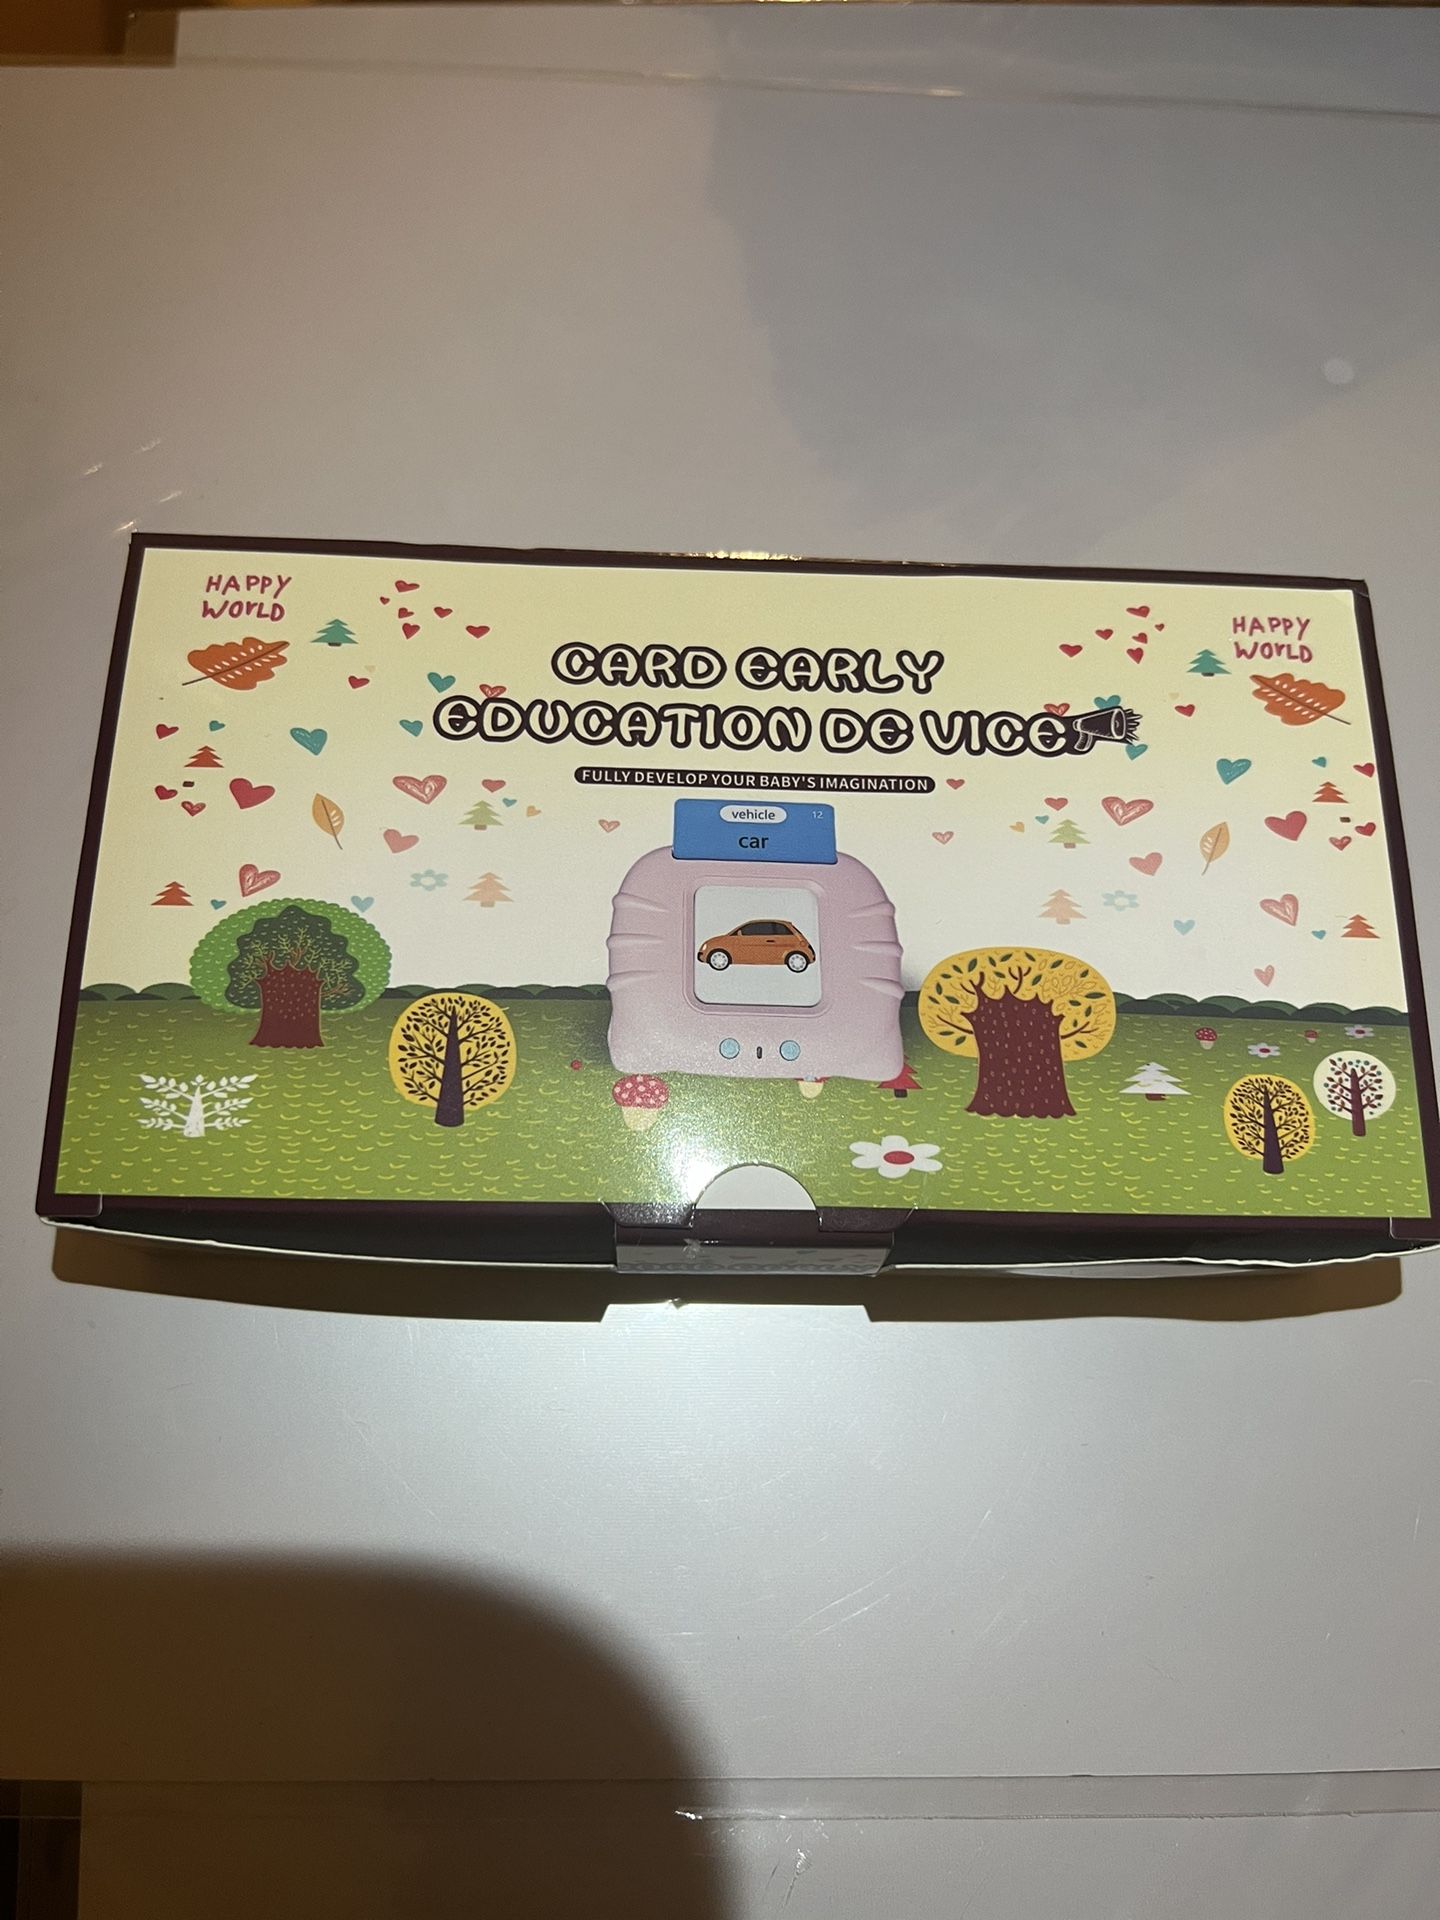 HAPPY
WORLD
HAPPY
WORLD
CARD EARLY
EDUCATION DE VICE
FULLY DEVELOP YOUR BABY'S IMAGINATION
vehicle 12
car